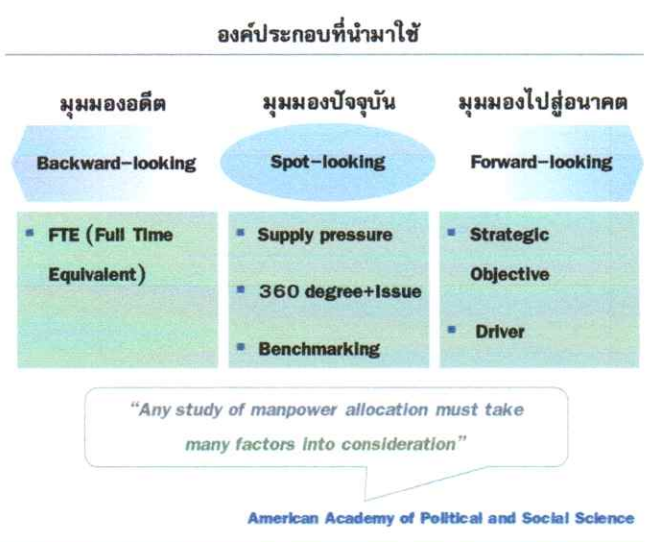 องค์ประกอบที่นำมาใช้
มุมมองอดีต
มุมมองปัจจุบัน
มุมมองไปสู่อนาคต
Backward-looking
Spot-looking
Forward-looking
▪ FTE (Full Time
Equivalent)
▪ Supply pressure
▪ 360 degree+Issue
▪ Benchmarking
▪ Strategic
Objective
▪ Driver
“Any study of manpower allocation must take
many factors into consideration”
American Academy of Political and Social Science